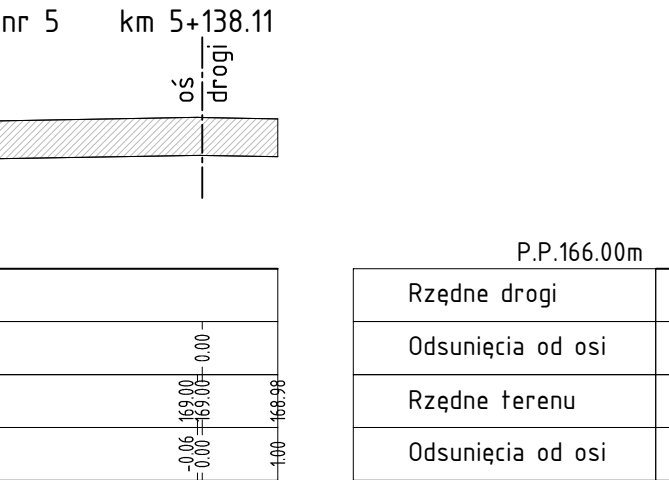 nr 5 km 5+138.11
oś
drogi
P.P.166.00m
Rzędne drogi
0.00
Odsunięcia od osi
169.00
169.00
168.98
Rzędne terenu
-0.06
0.00
1.00
Odsunięcia od osi